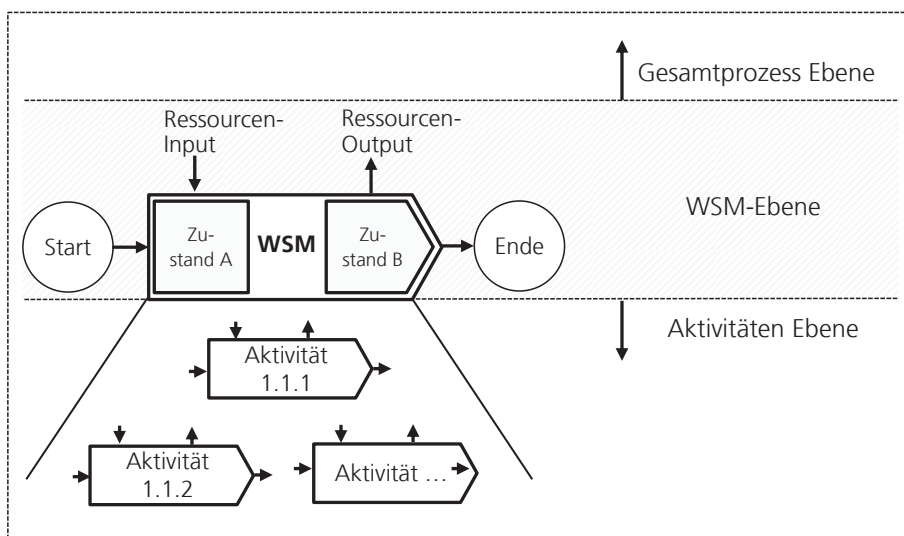 Gesamtprozess Ebene
Ressourcen-
Input
Ressourcen-
Output
WSM-Ebene
Start
Zu-
stand A
WSM
Zu-
stand B
Ende
Aktivitäten Ebene
Aktivität
1.1.1
Aktivität
1.1.2
Aktivität ...